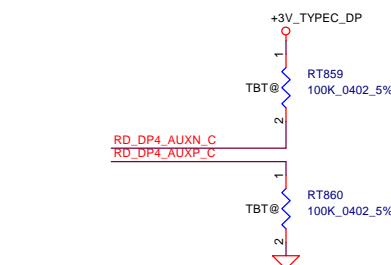 +3V_TYPEC_DP
1
RT859
TBT@
100K_0402_5%
2
RD_DP4_AUXN_C
RD_DP4_AUXP_C
1
RT860
TBT@
100K_0402_5%
2